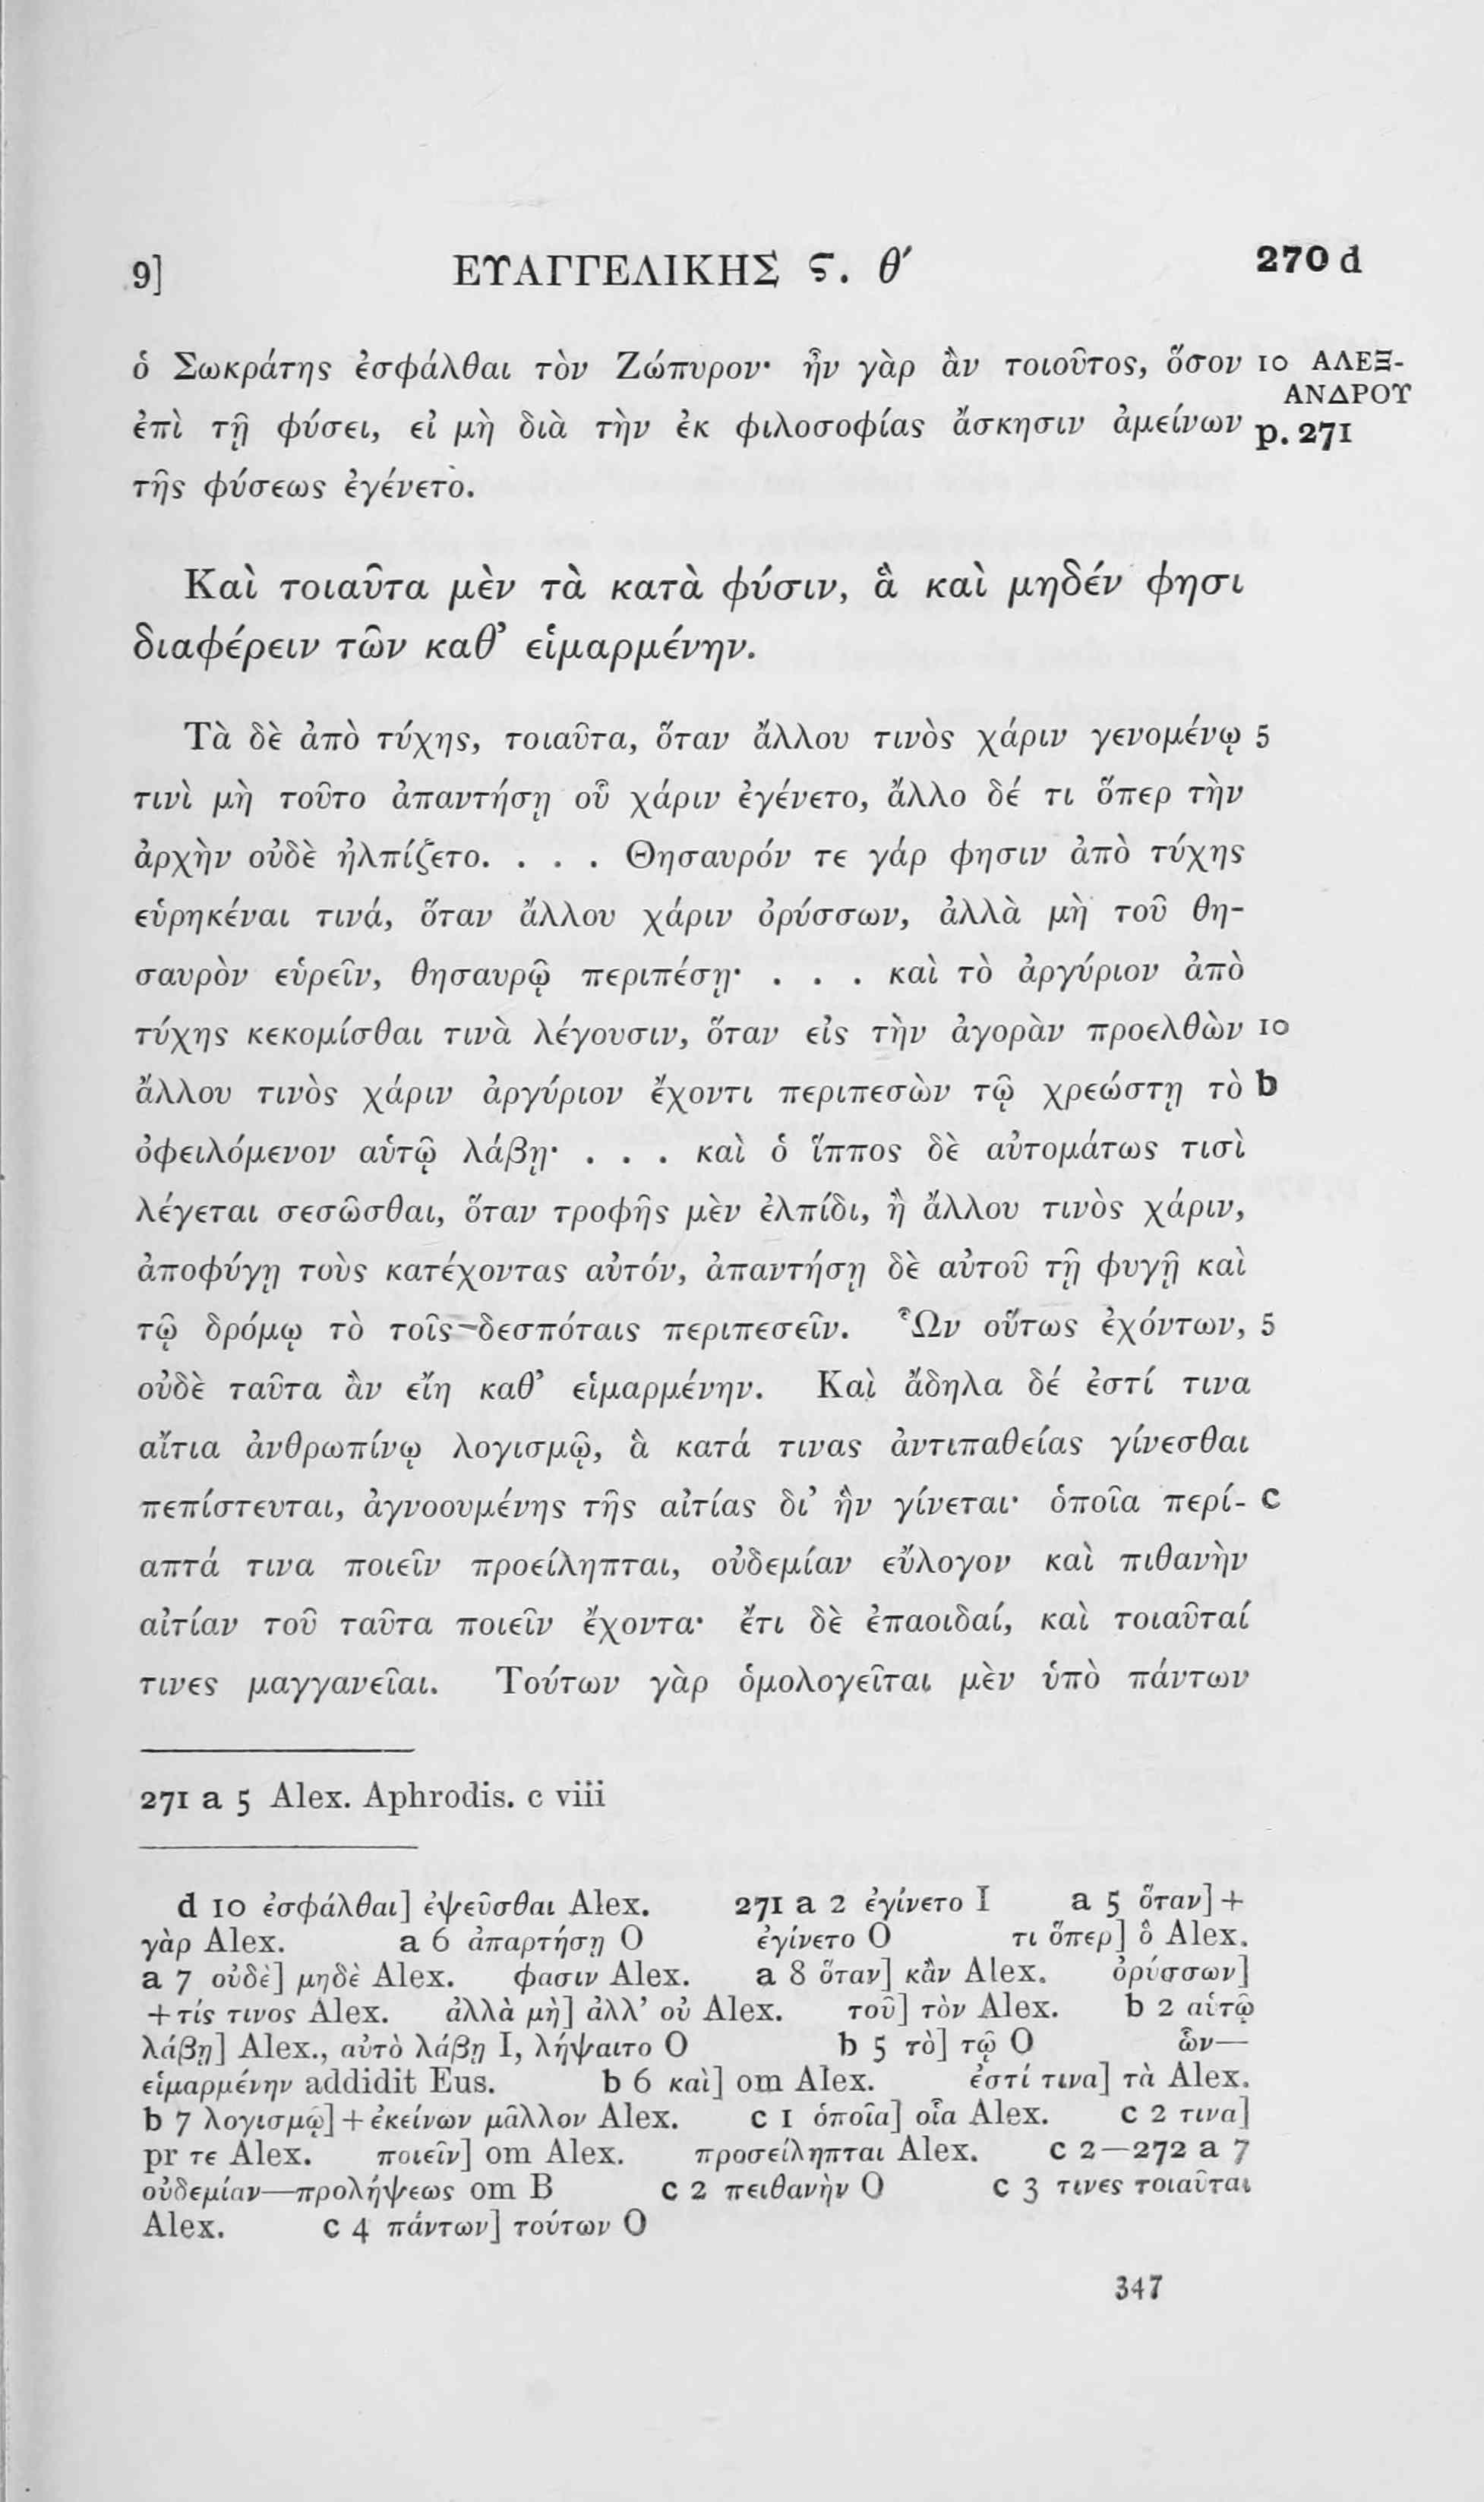 9] ΕΥΑΓΓΕΛΙΚΗΣ ϛ. θ′ 270 d
ὁ Σωκράτης ἐσφάλθαι τὸν Ζώπυρον· ἦν γὰρ ἂν τοιοῦτος, ὅσον 10 ΑΛΕΞ-
ΑΝΔΡΟΥ
ἐπὶ τῇ φύσει, εἰ μὴ διὰ τὴν ἐκ φιλοσοφίας ἄσκησιν ἀμείνων p. 271
τῆς φύσεως ἐγένετο.
Καὶ τοιαῦτα μὲν τὰ κατὰ φύσιν, ἃ καὶ μηδέν φησι
διαφέρειν τῶν καθ’ εἱμαρμένην.
Τὰ δὲ ἀπὸ τύχης, τοιαῦτα, ὅταν ἄλλου τινὸς χάριν γενομένῳ 5
τινὶ μὴ τοῦτο ἀπαντήσῃ οὗ χάριν ἐγένετο, ἄλλο δέ τι ὅπερ τὴν
ἀρχὴν οὐδὲ ἠλπίζετο. . . . Θησαυρόν τε γάρ φησιν ἀπὸ τύχης
εὑρηκέναι τινά, ὅταν ἄλλου χάριν ὀρύσσων, ἀλλὰ μὴ τοῦ θη-
σαυρὸν εὑρεῖν, θησαυρῷ περιπέσῃ· . . . καὶ τὸ ἀργύριον ἀπὸ
τύχης κεκομίσθαι τινὰ λέγουσιν, ὅταν εἰς τὴν ἀγορὰν προελθὼν 10
ἄλλου τινὸς χάριν ἀργύριον ἔχοντι περιπεσὼν τῷ χρεώστῃ τὸ b
ὀφειλόμενον αὑτῷ λάβῃ· . . . καὶ ὁ ἵππος δὲ αὐτομάτως τισὶ
λέγεται σεσῶσθαι, ὅταν τροφῆς μὲν ἐλπίδι, ἢ ἄλλου τινὸς χάριν,
ἀποφύγῃ τοὺς κατέχοντας αὐτόν, ἀπαντήσῃ δὲ αὐτοῦ τῇ φυγῇ καὶ
τῷ δρόμῳ τὸ τοῖς δεσπόταις περιπεσεῖν. Ὧν οὕτως ἐχόντων, 5
οὐδὲ ταῦτα ἂν εἴη καθ’ εἱμαρμένην. Καὶ ἄδηλα δέ ἐστί τινα
αἴτια ἀνθρωπίνῳ λογισμῷ, ἃ κατά τινας ἀντιπαθείας γίνεσθαι
πεπίστευται, ἀγνοουμένης τῆς αἰτίας δι’ ἣν γίνεται· ὁποῖα περί- c
απτά τινα ποιεῖν προείληπται, οὐδεμίαν εὔλογον καὶ πιθανὴν
αἰτίαν τοῦ ταῦτα ποιεῖν ἔχοντα· ἔτι δὲ ἐπαοιδαί, καὶ τοιαῦταί
τινες μαγγανεῖαι. Τούτων γὰρ ὁμολογεῖται μὲν ὑπὸ πάντων
271 a 5 Alex. Aphrodis. c viii
d 10 ἐσφάλθαι] ἐψεῦσθαι Alex. 271 a 2 ἐγίνετο I a 5 ὅταν] +
γὰρ Alex. a 6 ἀπαρτήσῃ O ἐγίνετο O τι ὅπερ] ὃ Alex.
a 7 οὐδὲ] μηδὲ Alex. φασιν Alex. a 8 ὅταν] κἂν Alex. ὀρύσσων]
+ τίς τινος Alex. ἀλλὰ μὴ] ἀλλ’ οὐ Alex. τοῦ] τὸν Alex. b 2 αὑτῷ
λάβῃ] Alex., αὐτὸ λάβῃ I, λήψαιτο O b 5 τὸ] τῷ O ὧν—
εἱμαρμένην addidit Eus. b 6 καὶ] om Alex. ἐστί τινα] τὰ Alex.
b 7 λογισμῷ] + ἐκείνων μᾶλλον Alex. c 1 ὁποῖα] οἷα Alex. c 2 τινα]
pr τε Alex. ποιεῖν] om Alex. προσείληπται Alex. c 2—272 a 7
οὐδεμίαν—προλήψεως om B c 2 πειθανὴν O c 3 τινες τοιαῦται
Alex. c 4 πάντων] τούτων O
347